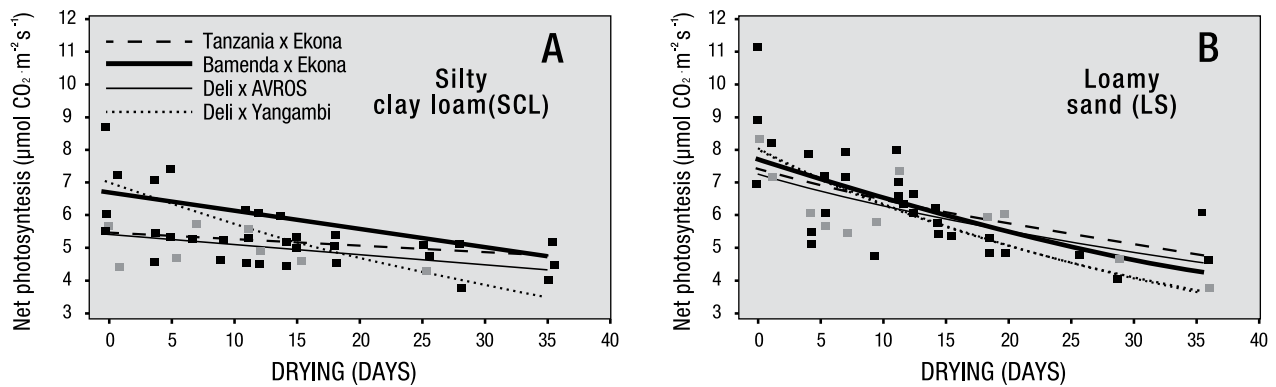 Net photosyntesis (µmol CO₂ ·m⁻² s⁻¹)
12
11
10
9
8
7
6
5
4
3
Tanzania x Ekona
Bamenda x Ekona
Deli x AVROS
Deli x Yangambi
A
Silty
clay loam(SCL)
0 5 10 15 20 25 30 35 40
DRYING (DAYS)
Net photosyntesis (µmol CO₂ ·m⁻² s⁻¹)
12
11
10
9
8
7
6
5
4
3
B
Loamy
sand (LS)
0 5 10 15 20 25 30 35 40
DRYING (DAYS)